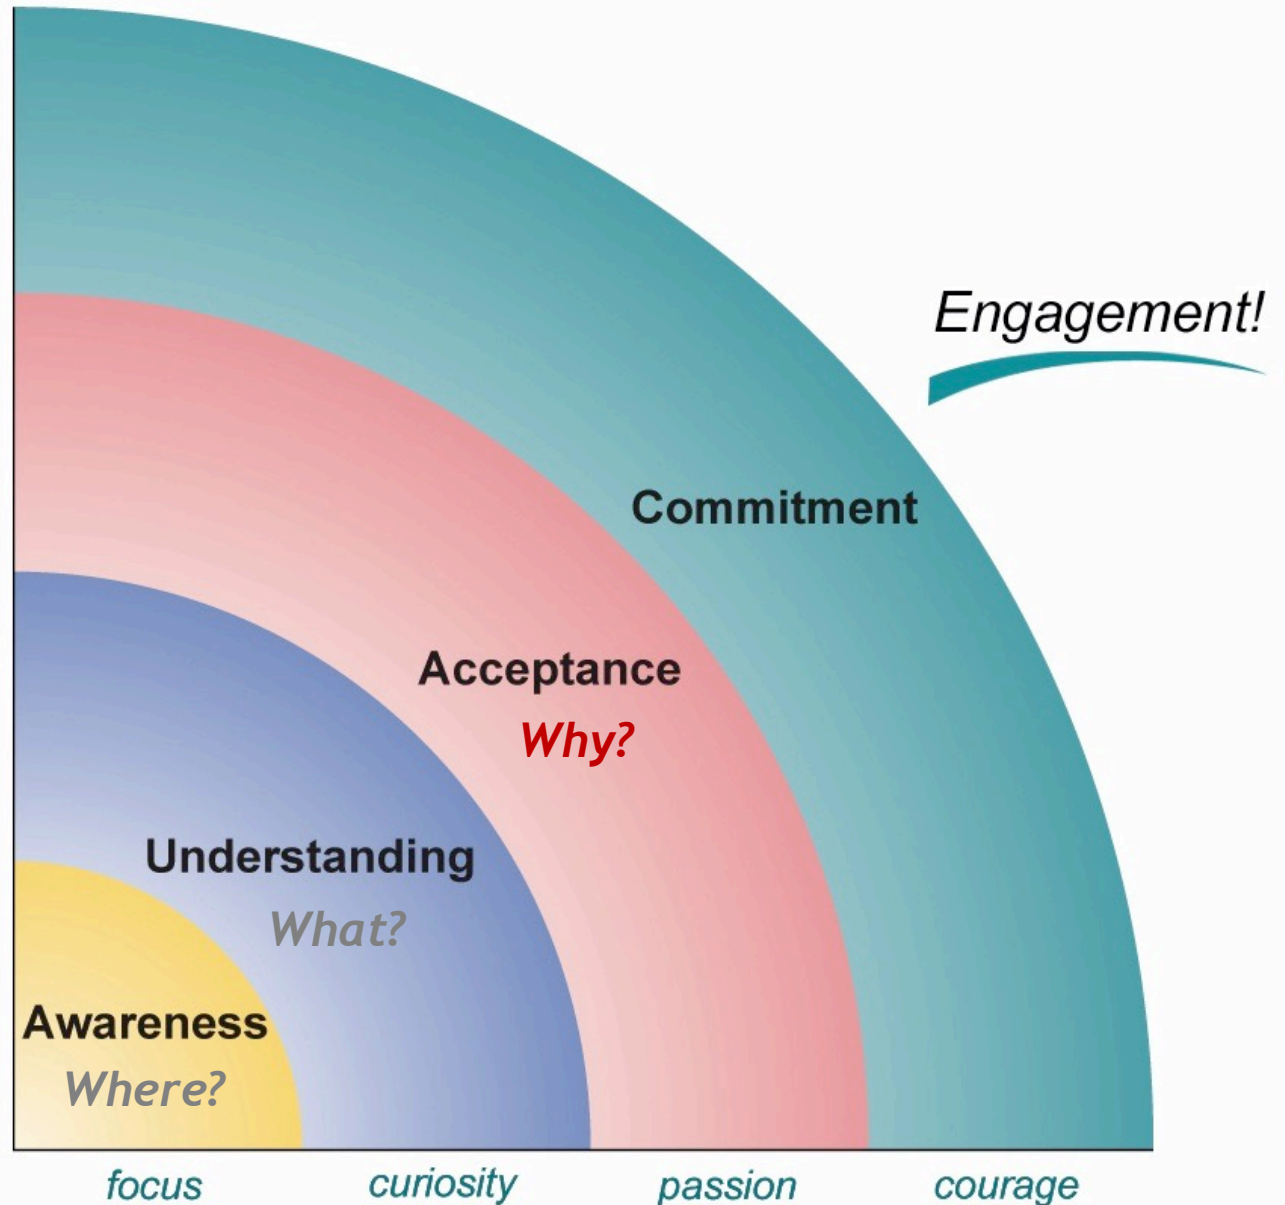 Engagement!
Commitment
Acceptance
Why?
Understanding
What?
Awareness
Where?
focus curiosity passion courage